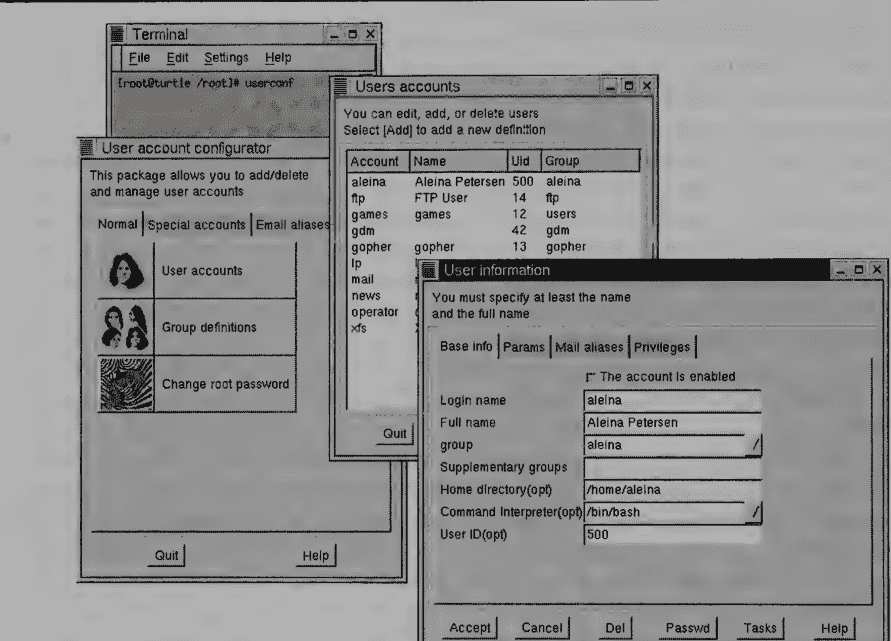 Terminal
File Edit Settings Help
[root@turtle /root]# userconf
Users accounts
You can edit, add, or delete users
Select [Add] to add a new definition
Account Name Uid Group
aleina Aleina Petersen 500 aleina
ftp FTP User 14 ftp
games games 12 users
gdm 42 gdm
gopher gopher 13 gopher
lp
mail
news
operator
xfs
Quit
User account configurator
This package allows you to add/delete
and manage user accounts
Normal Special accounts Email aliases
User accounts
Group definitions
Change root password
Quit Help
User information
You must specify at least the name
and the full name
Base info Params Mail aliases Privileges
The account is enabled
Login name aleina
Full name Aleina Petersen
group aleina
Supplementary groups
Home directory(opt) /home/aleina
Command interpreter(opt) /bin/bash
User ID(opt) 500
Accept Cancel Del Passwd Tasks Help